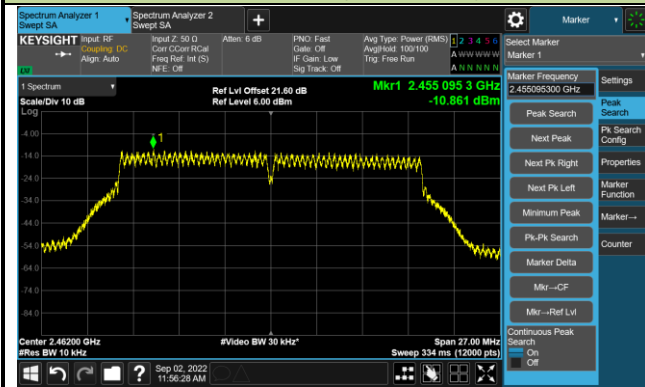 Spectrum Analyzer 1
Swept SA
Spectrum Analyzer 2
Swept SA
+
Marker
KEYSIGHT
Input: RF
Coupling: DC
Align: Auto
Input Z: 50 Ω
Corr CCorr RCal
Freq Ref: Int (S)
NFE: Off
Atten: 6 dB
PNO: Fast
Gate: Off
IF Gain: Low
Sig Track: Off
Avg Type: Power (RMS)
Avg|Hold: 100/100
Trig: Free Run
1 2 3 4 5 6
A W W W W W
A N N N N N
LV
Select Marker
Marker 1
1 Spectrum
Scale/Div 10 dB
Log
Ref Lvl Offset 21.60 dB
Ref Level 6.00 dBm
Mkr1 2.455 095 3 GHz
-10.861 dBm
-4.00
-14.0
-24.0
-34.0
-44.0
-54.0
-64.0
-74.0
-84.0
1
Center 2.46200 GHz
#Res BW 10 kHz
#Video BW 30 kHz*
Span 27.00 MHz
Sweep 334 ms (12000 pts)
Marker Frequency
2.455095300 GHz
Peak Search
Next Peak
Next Pk Right
Next Pk Left
Minimum Peak
Pk-Pk Search
Marker Delta
Mkr→CF
Mkr→Ref Lvl
Continuous Peak
Search
On
Off
Settings
Peak
Search
Pk Search
Config
Properties
Marker
Function
Marker→
Counter
?
Sep 02, 2022
11:56:28 AM